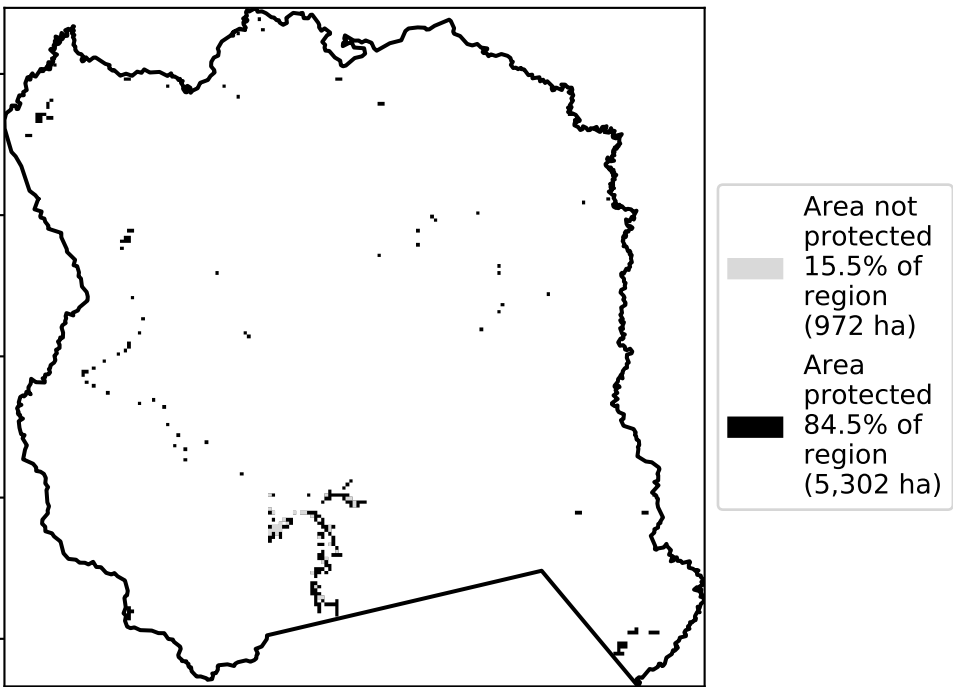 Area not
protected
15.5% of
region
(972 ha)
Area
protected
84.5% of
region
(5,302 ha)